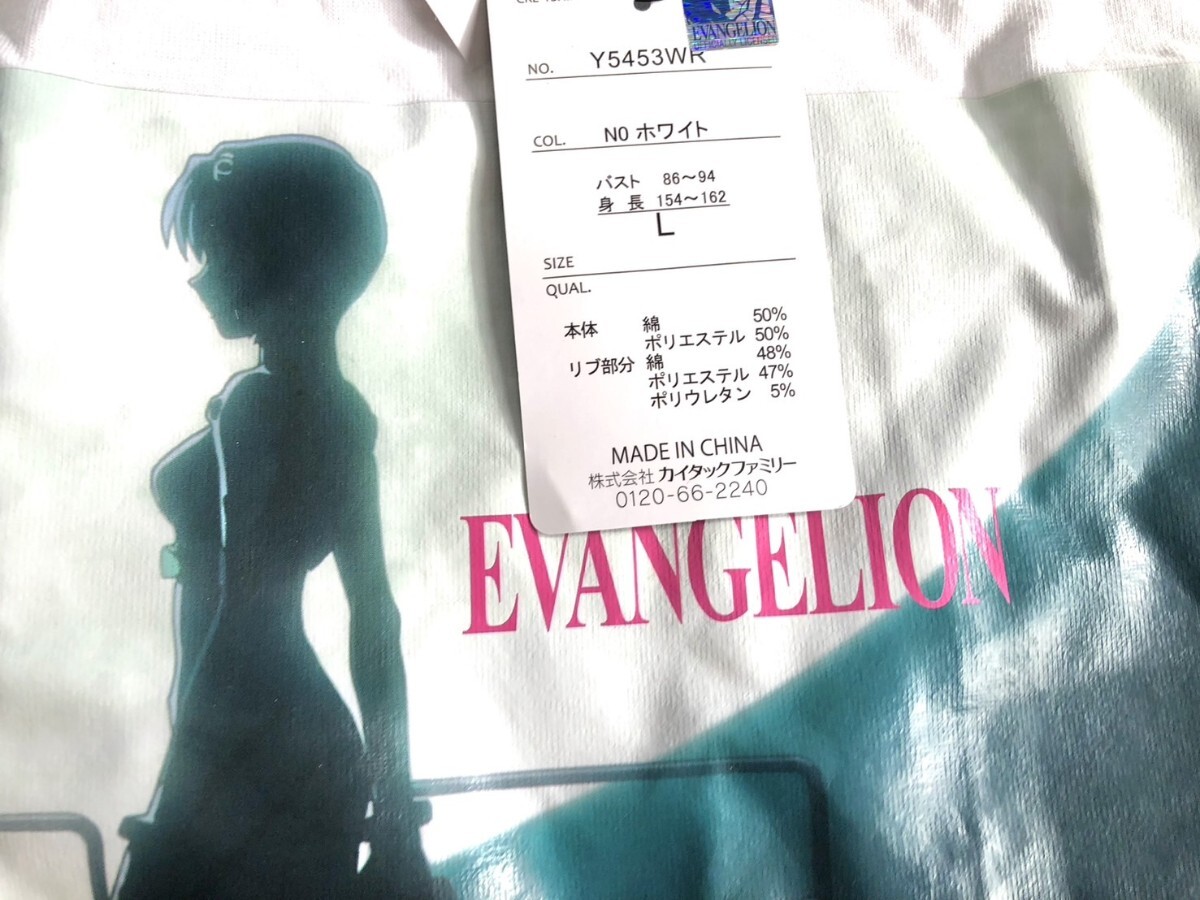 EVANGELION
OFFICIALLY LICENSED
NO. Y5453WR
COL. N0 ホワイト
バスト 86～94
身 長 154～162
L
SIZE
QUAL.
本体 綿 50%
ポリエステル 50%
リブ部分 綿 48%
ポリエステル 47%
ポリウレタン 5%
MADE IN CHINA
株式会社 カイタックファミリー
0120-66-2240
EVANGELION